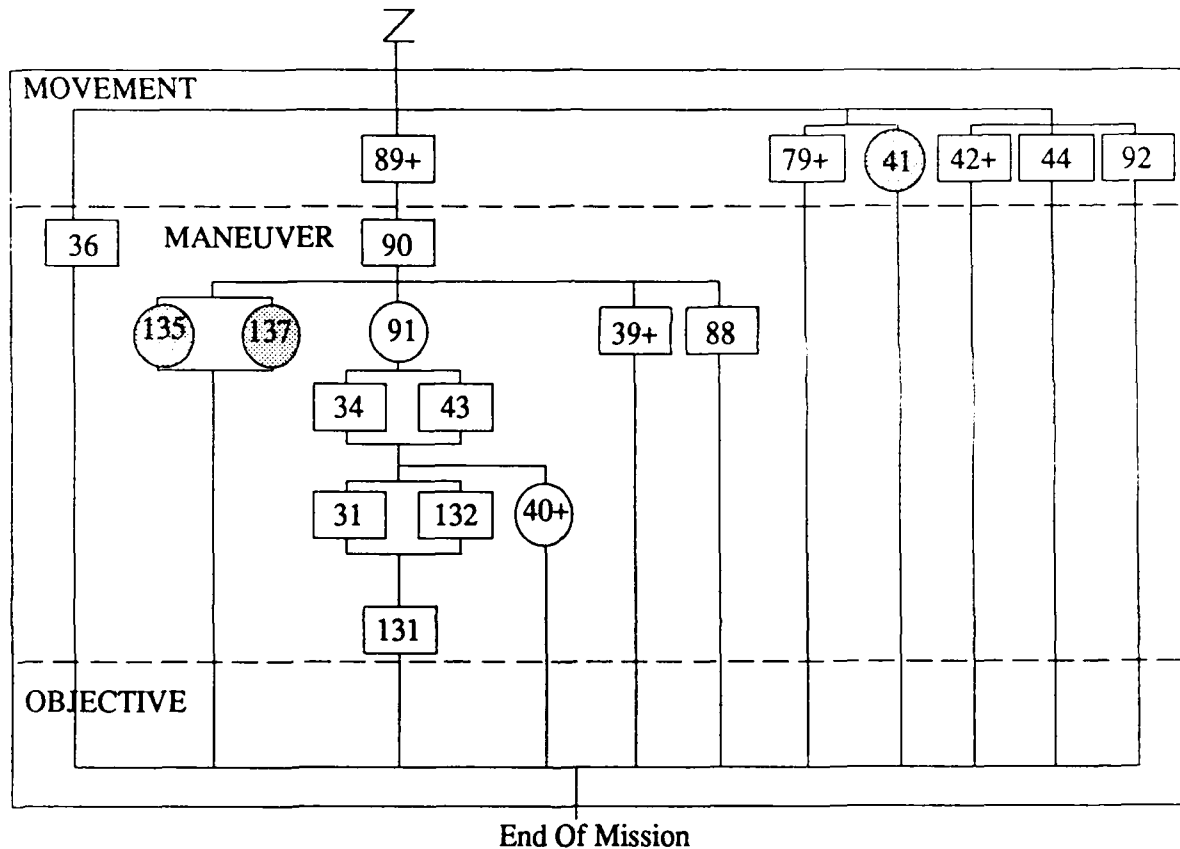 Z
MOVEMENT
89+ 79+ 41 42+ 44 92
36 MANEUVER 90
135 137 91 39+ 88
34 43
31 132 40+
131
OBJECTIVE
End Of Mission